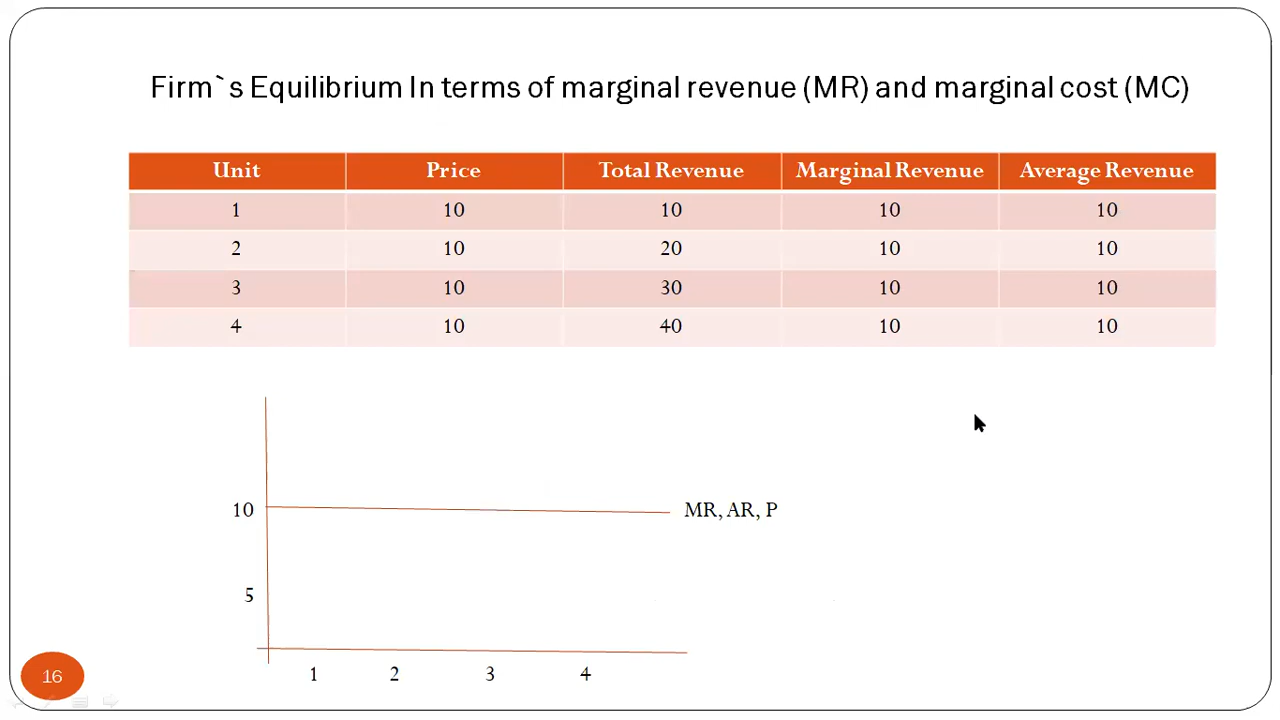 Firm`s Equilibrium In terms of marginal revenue (MR) and marginal cost (MC)
Unit Price Total Revenue Marginal Revenue Average Revenue
1 10 10 10 10
2 10 20 10 10
3 10 30 10 10
4 10 40 10 10
10 MR, AR, P
5
1 2 3 4
16